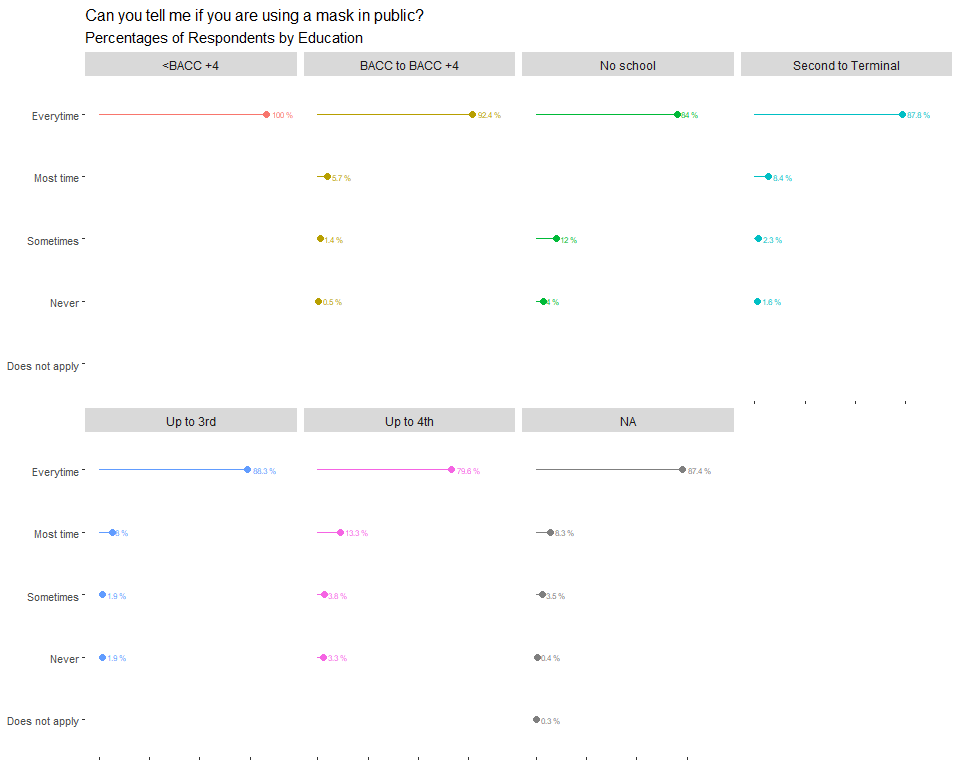 Can you tell me if you are using a mask in public?
Percentages of Respondents by Education
<BACC +4
BACC to BACC +4
No school
Second to Terminal
Everytime
100 %
92.4 %
84 %
87.8 %
Most time
5.7 %
8.4 %
Sometimes
1.4 %
12 %
2.3 %
Never
0.5 %
4 %
1.6 %
Does not apply
Up to 3rd
Up to 4th
NA
Everytime
88.3 %
79.6 %
87.4 %
Most time
8 %
13.3 %
8.3 %
Sometimes
1.9 %
3.8 %
3.5 %
Never
1.9 %
3.3 %
0.4 %
Does not apply
0.3 %